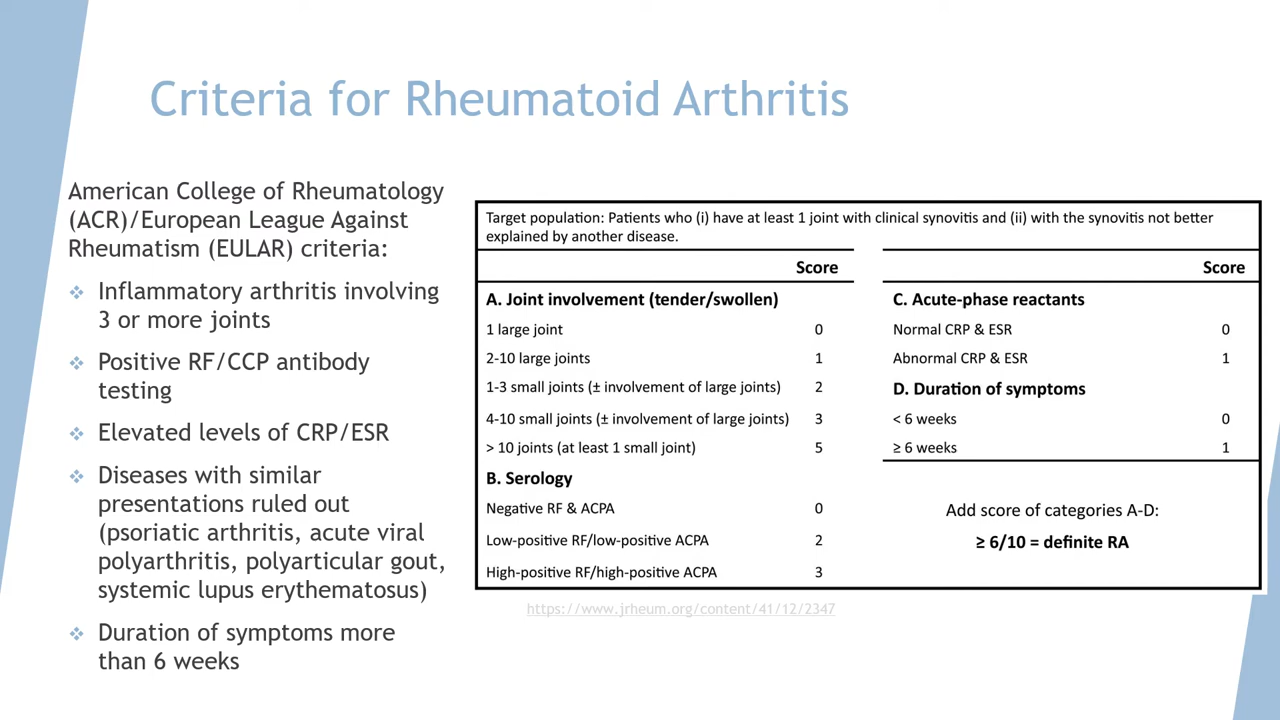 Criteria for Rheumatoid Arthritis
American College of Rheumatology
(ACR)/European League Against
Rheumatism (EULAR) criteria:
Inflammatory arthritis involving
3 or more joints
Positive RF/CCP antibody
testing
Elevated levels of CRP/ESR
Diseases with similar
presentations ruled out
(psoriatic arthritis, acute viral
polyarthritis, polyarticular gout,
systemic lupus erythematosus)
Duration of symptoms more
than 6 weeks
Target population: Patients who (i) have at least 1 joint with clinical synovitis and (ii) with the synovitis not better
explained by another disease.
Score
A. Joint involvement (tender/swollen)
1 large joint 0
2-10 large joints 1
1-3 small joints (± involvement of large joints) 2
4-10 small joints (± involvement of large joints) 3
> 10 joints (at least 1 small joint) 5
B. Serology
Negative RF & ACPA 0
Low-positive RF/low-positive ACPA 2
High-positive RF/high-positive ACPA 3
Score
C. Acute-phase reactants
Normal CRP & ESR 0
Abnormal CRP & ESR 1
D. Duration of symptoms
< 6 weeks 0
≥ 6 weeks 1
Add score of categories A-D:
≥ 6/10 = definite RA
https://www.jrheum.org/content/41/12/2347